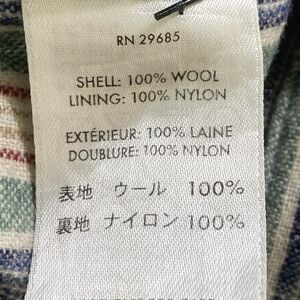 RN 29685
SHELL: 100% WOOL
LINING: 100% NYLON
EXTÉRIEUR: 100% LAINE
DOUBLURE: 100% NYLON
表地 ウール 100%
裏地 ナイロン 100%